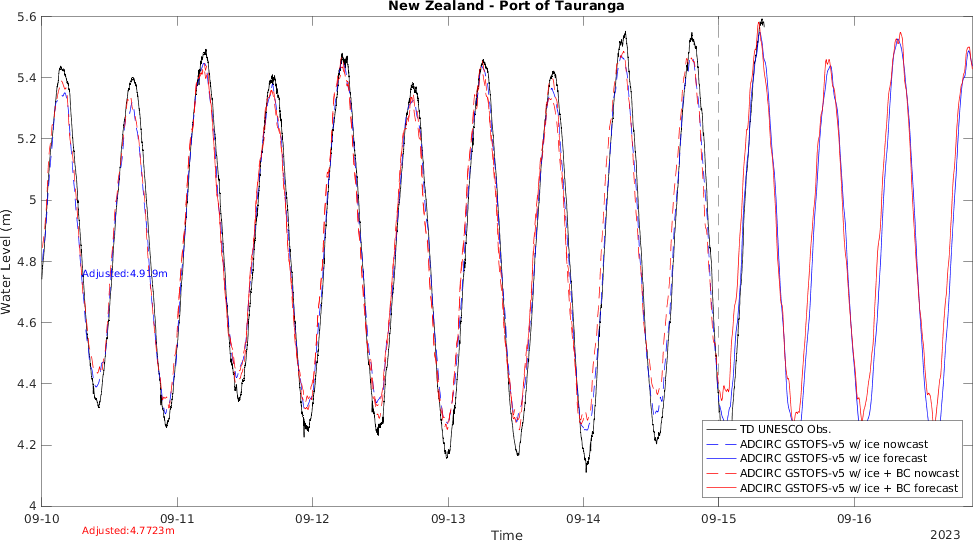 New Zealand - Port of Tauranga
5.6
5.4
5.2
5
4.8
4.6
4.4
4.2
4
Water Level (m)
Adjusted:4.919m
TD UNESCO Obs.
ADCIRC GSTOFS-v5 w/ ice nowcast
ADCIRC GSTOFS-v5 w/ ice forecast
ADCIRC GSTOFS-v5 w/ ice + BC nowcast
ADCIRC GSTOFS-v5 w/ ice + BC forecast
09-10 09-11 09-12 09-13 09-14 09-15 09-16
Adjusted:4.7723m
Time
2023